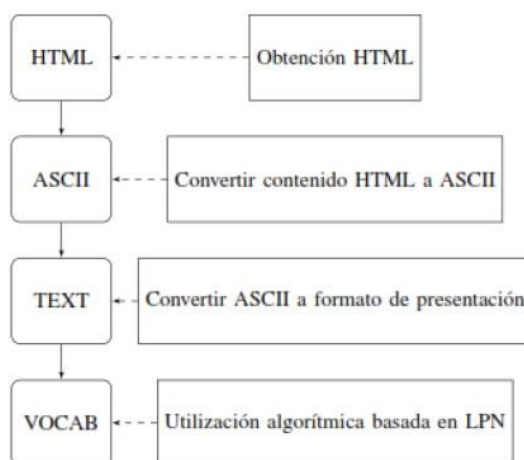 HTML
Obtención HTML
ASCII
Convertir contenido HTML a ASCII
TEXT
Convertir ASCII a formato de presentación
VOCAB
Utilización algorítmica basada en LPN